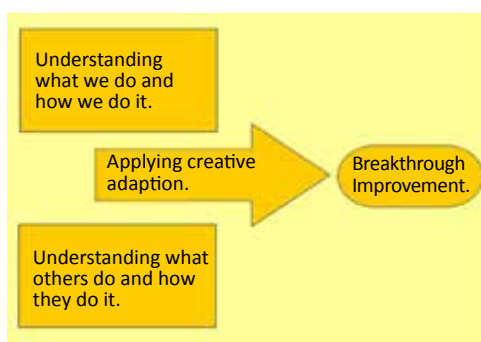 Understanding
what we do and
how we do it.
Applying creative
adaption.
Breakthrough
Improvement.
Understanding what
others do and how
they do it.